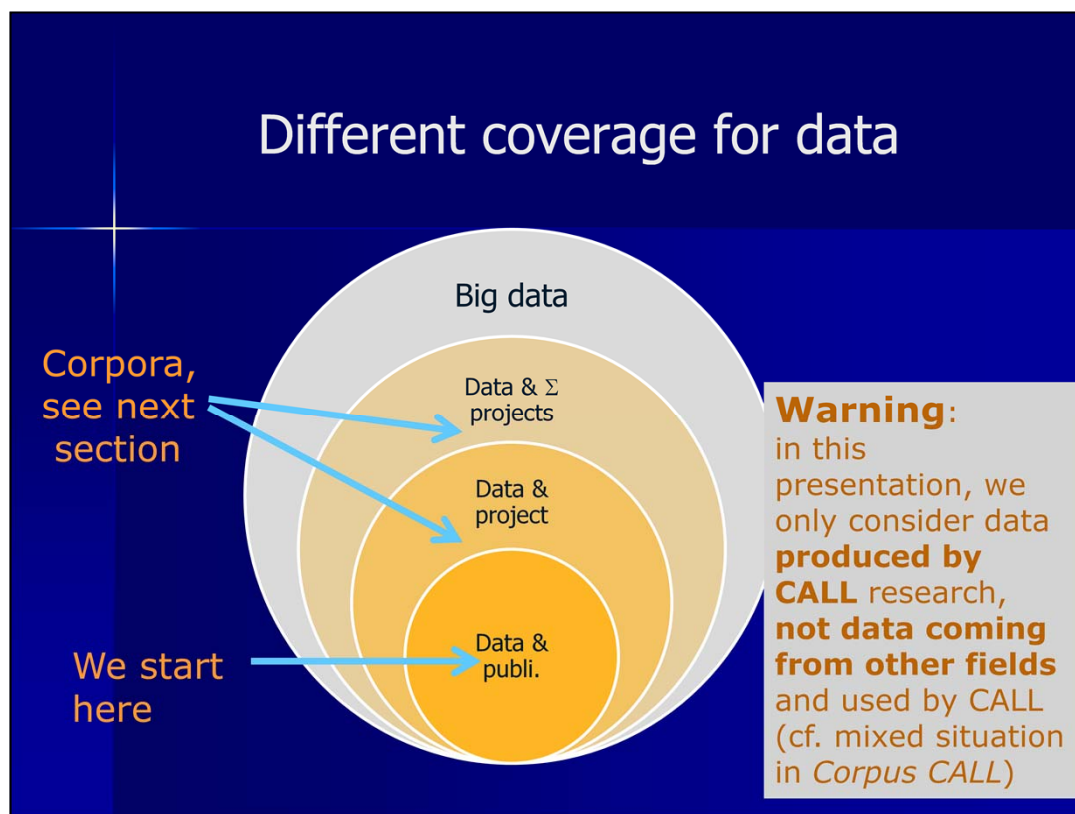 Different coverage for data
Big data
Corpora,
see next
section
Data & Σ
projects
Data &
project
We start
here
Data &
publi.
Warning:
in this
presentation, we
only consider data
produced by
CALL research,
not data coming
from other fields
and used by CALL
(cf. mixed situation
in Corpus CALL)